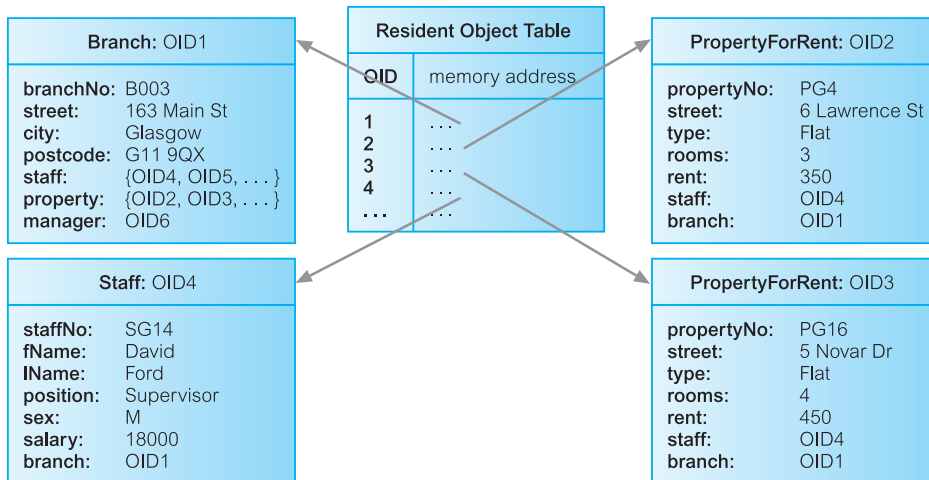 Branch: OID1
branchNo: B003
street: 163 Main St
city: Glasgow
postcode: G11 9QX
staff: {OID4, OID5, . . . }
property: {OID2, OID3, . . . }
manager: OID6
Resident Object Table
OID memory address
1 . . .
2 . . .
3 . . .
4 . . .
. . . . . .
PropertyForRent: OID2
propertyNo: PG4
street: 6 Lawrence St
type: Flat
rooms: 3
rent: 350
staff: OID4
branch: OID1
Staff: OID4
staffNo: SG14
fName: David
lName: Ford
position: Supervisor
sex: M
salary: 18000
branch: OID1
PropertyForRent: OID3
propertyNo: PG16
street: 5 Novar Dr
type: Flat
rooms: 4
rent: 450
staff: OID4
branch: OID1